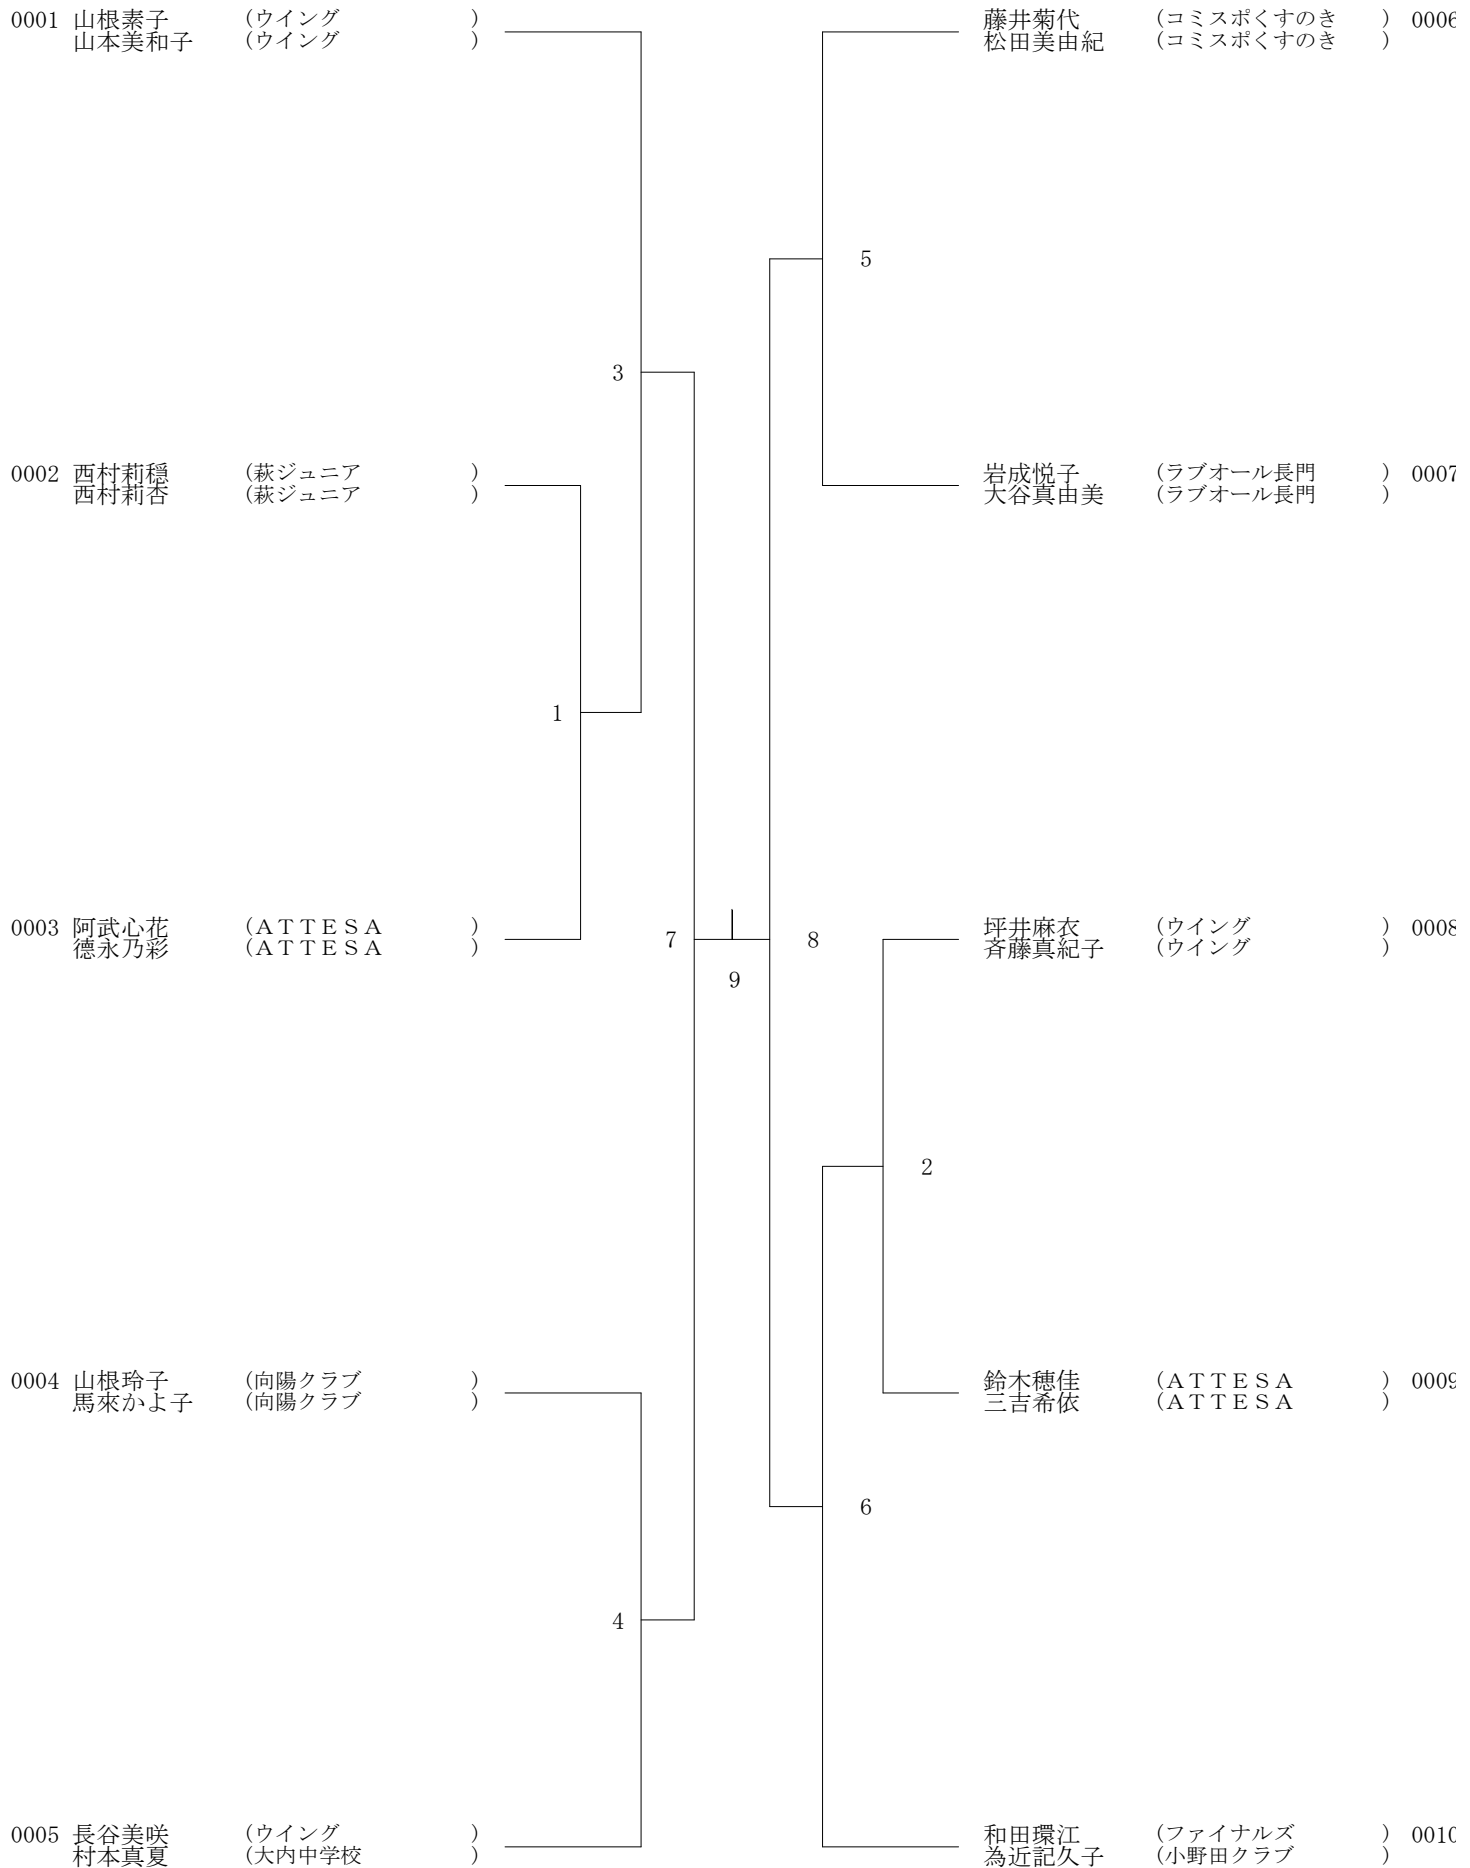 0001 山根素子 (ウイング )
山本美和子 (ウイング )
3
0002 西村莉穏 (萩ジュニア )
西村莉杏 (萩ジュニア )
1
0003 阿武心花 (ＡＴＴＥＳＡ )
德永乃彩 (ＡＴＴＥＳＡ )
7
9
0004 山根玲子 (向陽クラブ )
馬來かよ子 (向陽クラブ )
4
0005 長谷美咲 (ウイング )
村本真夏 (大内中学校 )
藤井菊代 (コミスポくすのき ) 0006
松田美由紀 (コミスポくすのき )
5
岩成悦子 (ラブオール長門 ) 0007
大谷真由美 (ラブオール長門 )
8
坪井麻衣 (ウイング ) 0008
斉藤真紀子 (ウイング )
2
鈴木穂佳 (ＡＴＴＥＳＡ ) 0009
三吉希依 (ＡＴＴＥＳＡ )
6
和田環江 (ファイナルズ ) 0010
為近記久子 (小野田クラブ )